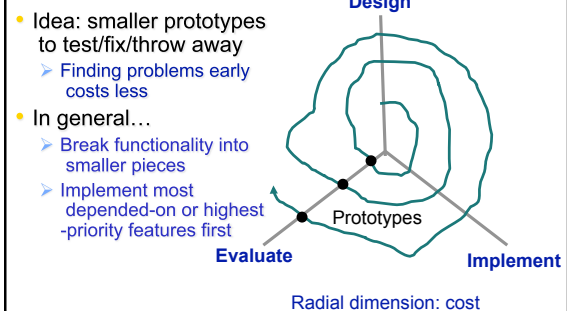 Design
Idea: smaller prototypes
to test/fix/throw away
Finding problems early
costs less
In general…
Break functionality into
smaller pieces
Implement most
depended-on or highest
-priority features first
Prototypes
Evaluate
Implement
Radial dimension: cost